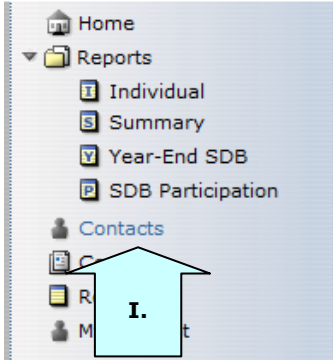 Home
Reports
Individual
Summary
Year-End SDB
SDB Participation
Contacts
I.